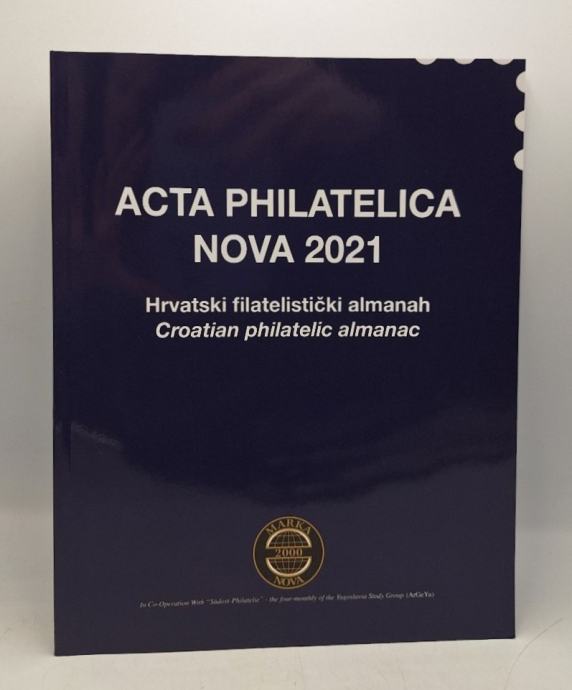 ACTA PHILATELICA
NOVA 2021
Hrvatski filatelistički almanah
Croatian philatelic almanac
MARKA
2000
NOVA
In Co-Operation With "Südost-Philatelie" - the four-monthly of the Yugoslavia Study Group (ArGeYu)